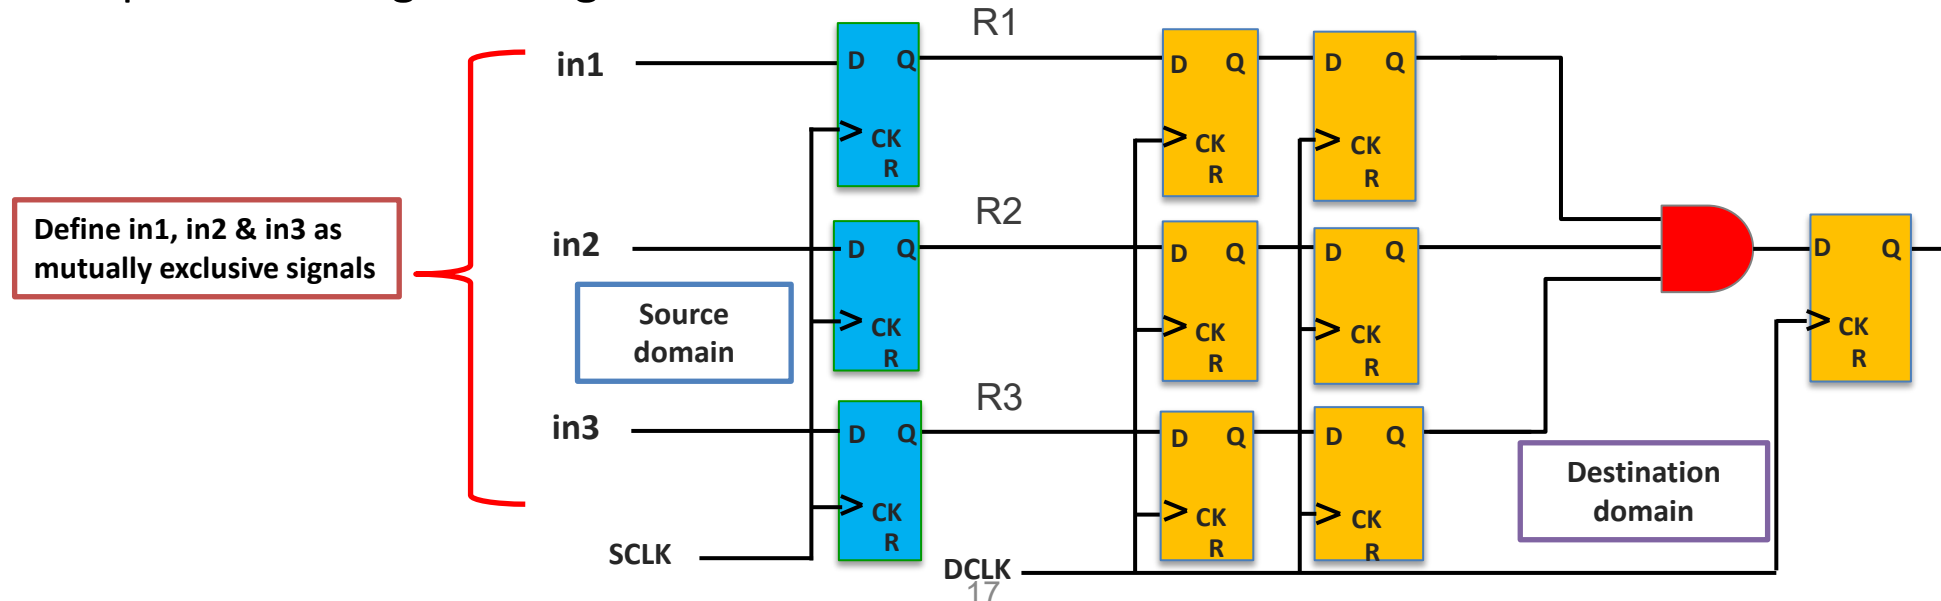 R1
in1
D Q
CK
R
D Q
CK
R
D Q
CK
R
Define in1, in2 & in3 as
mutually exclusive signals
in2
R2
D Q
CK
R
D Q
CK
R
D Q
CK
R
D Q
CK
R
Source
domain
in3
R3
D Q
CK
R
D Q
CK
R
D Q
CK
R
Destination
domain
SCLK
DCLK
17